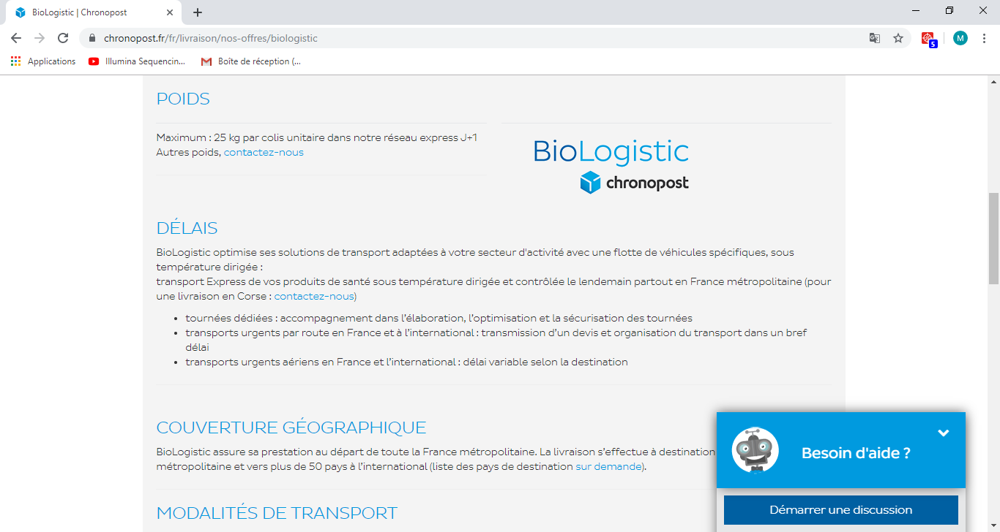 BioLogistic | Chronopost
chronopost.fr/fr/livraison/nos-offres/biologistic
5
M
Applications
Illumina Sequencin...
Boîte de réception (...
POIDS
Maximum : 25 kg par colis unitaire dans notre réseau express J+1
Autres poids, contactez-nous
BioLogistic
chronopost
DÉLAIS
BioLogistic optimise ses solutions de transport adaptées à votre secteur d'activité avec une flotte de véhicules spécifiques, sous
température dirigée :
transport Express de vos produits de santé sous température dirigée et contrôlée le lendemain partout en France métropolitaine (pour
une livraison en Corse : contactez-nous)
• tournées dédiées : accompagnement dans l'élaboration, l'optimisation et la sécurisation des tournées
• transports urgents par route en France et à l'international : transmission d'un devis et organisation du transport dans un bref
délai
• transports urgents aériens en France et l'international : délai variable selon la destination
COUVERTURE GÉOGRAPHIQUE
BioLogistic assure sa prestation au départ de toute la France métropolitaine. La livraison s'effectue à destination
métropolitaine et vers plus de 50 pays à l'international (liste des pays de destination sur demande).
MODALITÉS DE TRANSPORT
Besoin d'aide ?
Démarrer une discussion